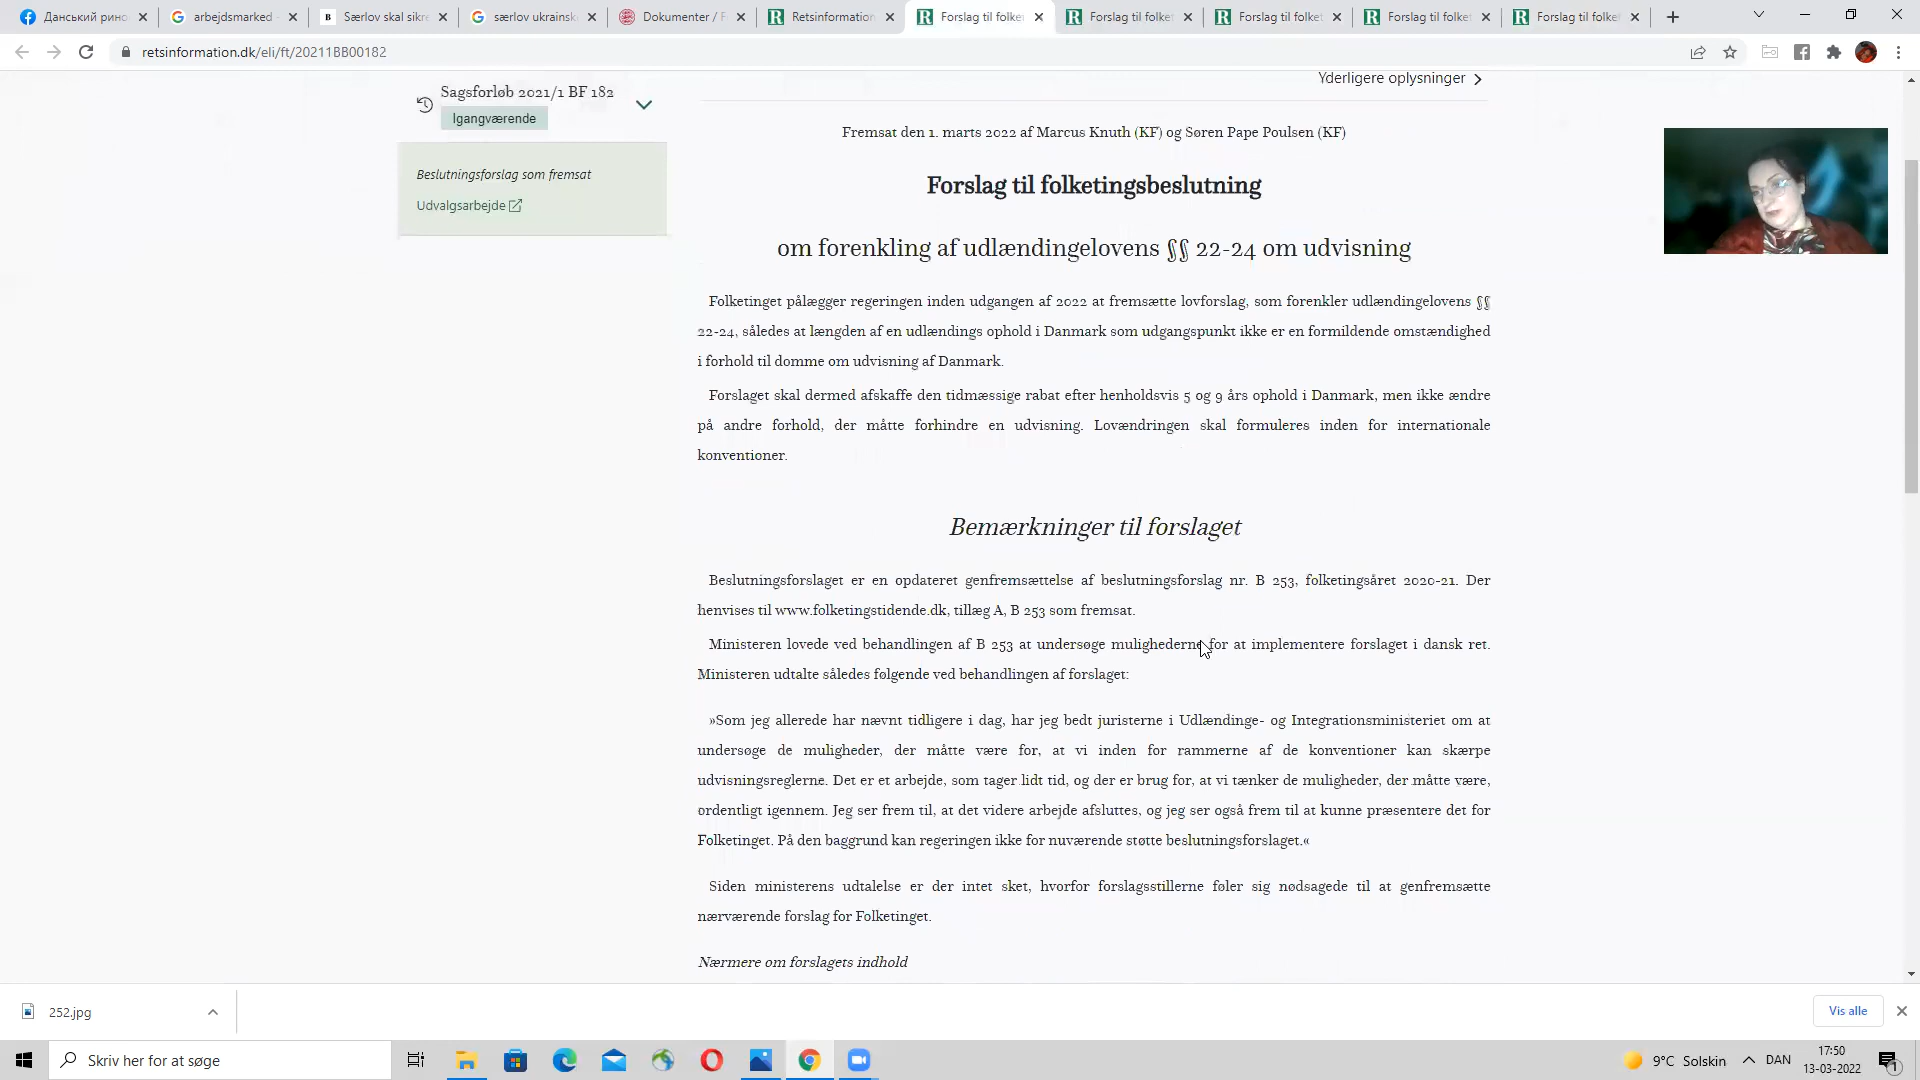 Данський рино
arbejdsmarked -
Særlov skal sikre
særlov ukrainsk
Dokumenter / F
Retsinformation
Forslag til folke
Forslag til folket
Forslag til folket
Forslag til folket
Forslag til folket
retsinformation.dk/eli/ft/20211BB00182
Yderligere oplysninger
Sagsforløb 2021/1 BF 182
Igangværende
Beslutningsforslag som fremsat
Udvalgsarbejde
Fremsat den 1. marts 2022 af Marcus Knuth (KF) og Søren Pape Poulsen (KF)
Forslag til folketingsbeslutning
om forenkling af udlændingelovens §§ 22-24 om udvisning
Folketinget pålægger regeringen inden udgangen af 2022 at fremsætte lovforslag, som forenkler udlændingelovens §§
22-24, således at længden af en udlændings ophold i Danmark som udgangspunkt ikke er en formildende omstændighed
i forhold til domme om udvisning af Danmark.
Forslaget skal dermed afskaffe den tidmæssige rabat efter henholdsvis 5 og 9 års ophold i Danmark, men ikke ændre
på andre forhold, der måtte forhindre en udvisning. Lovændringen skal formuleres inden for internationale
konventioner.
Bemærkninger til forslaget
Beslutningsforslaget er en opdateret genfremsættelse af beslutningsforslag nr. B 253, folketingsåret 2020-21. Der
henvises til www.folketingstidende.dk, tillæg A, B 253 som fremsat.
Ministeren lovede ved behandlingen af B 253 at undersøge mulighederne for at implementere forslaget i dansk ret.
Ministeren udtalte således følgende ved behandlingen af forslaget:
»Som jeg allerede har nævnt tidligere i dag, har jeg bedt juristerne i Udlændinge- og Integrationsministeriet om at
undersøge de muligheder, der måtte være for, at vi inden for rammerne af de konventioner kan skærpe
udvisningsreglerne. Det er et arbejde, som tager lidt tid, og der er brug for, at vi tænker de muligheder, der måtte være,
ordentligt igennem. Jeg ser frem til, at det videre arbejde afsluttes, og jeg ser også frem til at kunne præsentere det for
Folketinget. På den baggrund kan regeringen ikke for nuværende støtte beslutningsforslaget.«
Siden ministerens udtalelse er der intet sket, hvorfor forslagsstillerne føler sig nødsagede til at genfremsætte
nærværende forslag for Folketinget.
Nærmere om forslagets indhold
252.jpg
Vis alle
Skriv her for at søge
9°C Solskin
DAN
17:50
13-03-2022
1